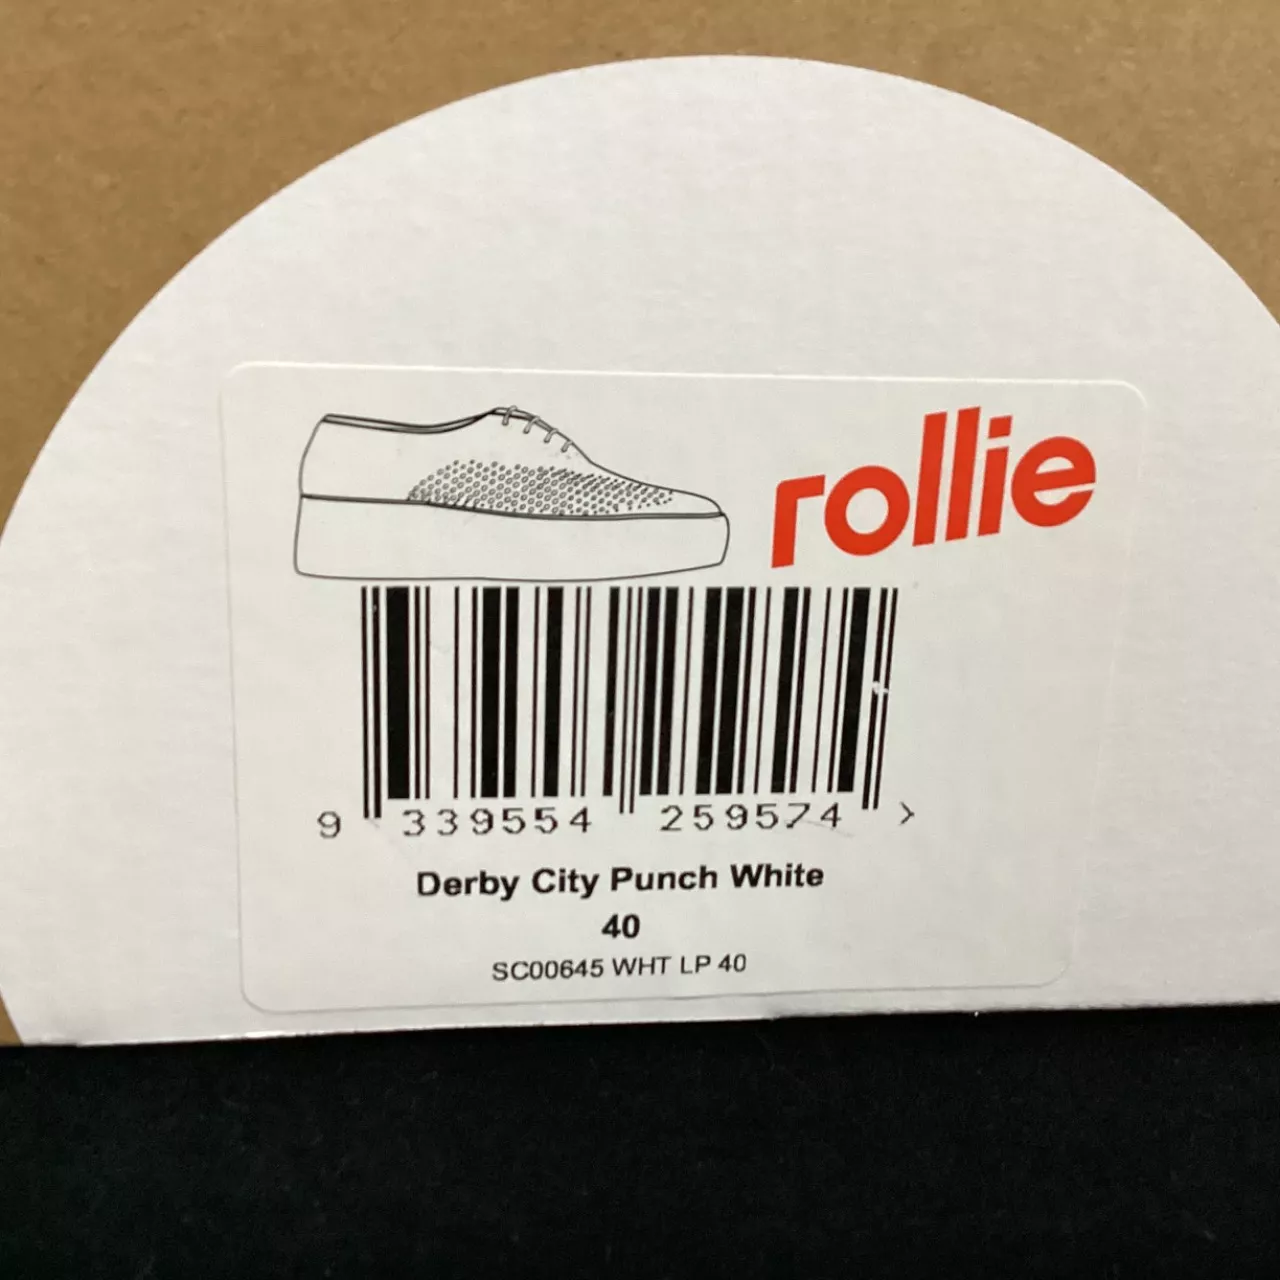 rollie
9 339554 259574 >
Derby City Punch White
40
SC00645 WHT LP 40